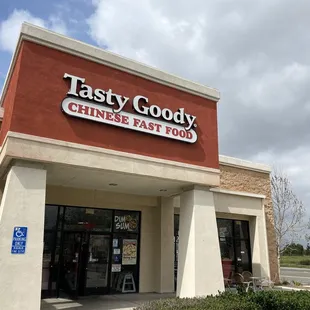 Tasty Goody.
CHINESE FAST FOOD
DIM
SUM